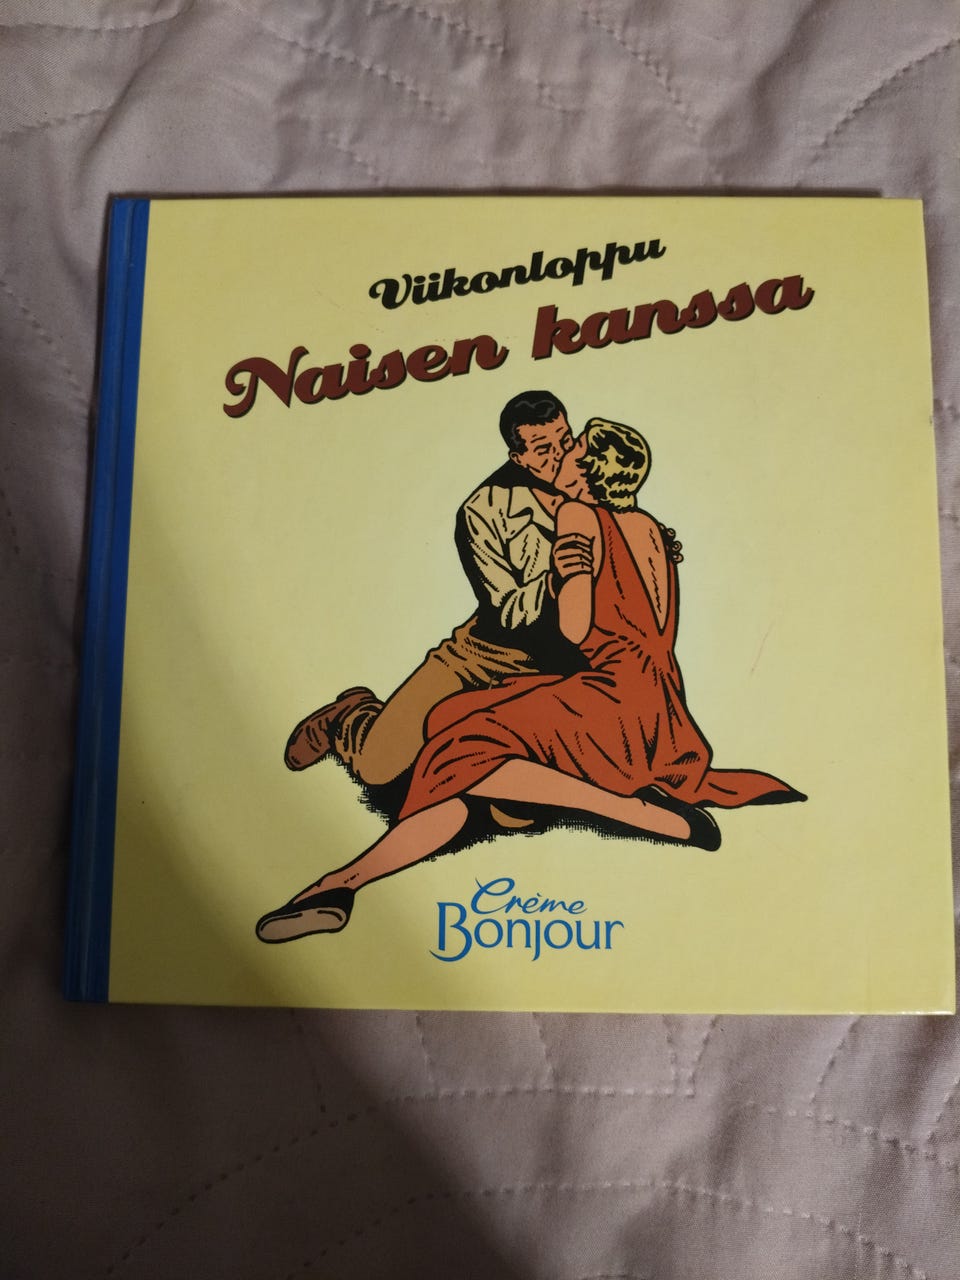 Viikonloppu
Naisen kanssa
Crème
Bonjour